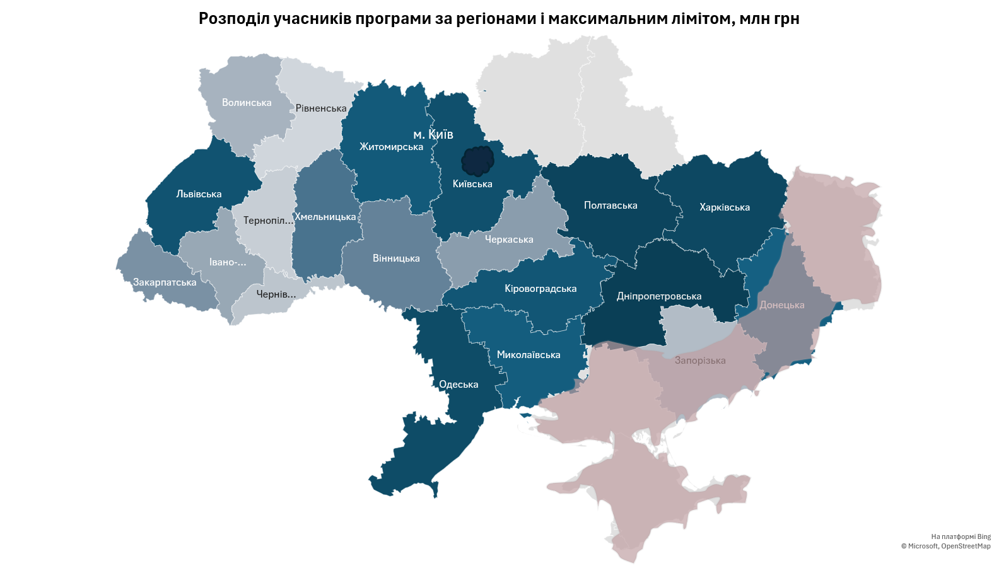 Розподіл учасників програми за регіонами і максимальним лімітом, млн грн
Волинська
Рівненська
м. Київ
Житомирська
Київська
Львівська
Полтавська
Харківська
Тернопіл...
Хмельницька
Черкаська
Вінницька
Івано-...
Закарпатська
Чернів...
Кіровоградська
Дніпропетровська
Донецька
Миколаївська
Запорізька
Одеська
На платформі Bing
© Microsoft, OpenStreetMap